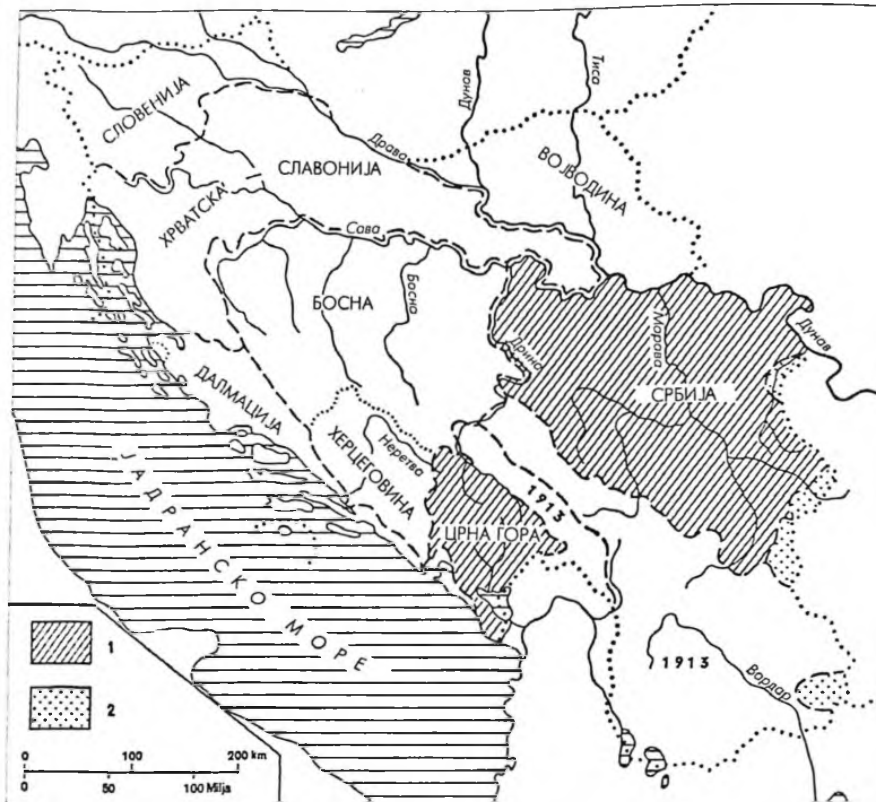 СЛОВЕНИЈА
Дунав
Тиса
Драва
ВОЈВОДИНА
СЛАВОНИЈА
ХРВАТСКА
Сава
БОСНА
Босна
Дрина
Морава
Дунав
СРБИЈА
ДАЛМАЦИЈА
ХЕРЦЕГОВИНА
Неретва
1913
ЦРНА ГОРА
ЈАДРАНСКО МОРЕ
1913
Вардар
1
2
0 100 200 km
0 50 100 Milja